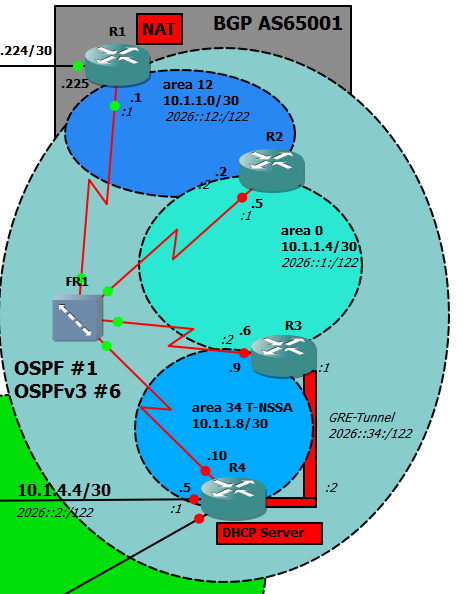 R1
NAT
BGP AS65001
.224/30
.225
.1
:1
area 12
10.1.1.0/30
2026::12:/122
R2
.2
:2
.5
:1
area 0
10.1.1.4/30
2026::1:/122
FR1
.6
:2
R3
.9
:1
OSPF #1
OSPFv3 #6
area 34 T-NSSA
10.1.1.8/30
GRE-Tunnel
2026::34:/122
.10
R4
10.1.4.4/30
.5
:2
2026::2:/122
:1
DHCP Server